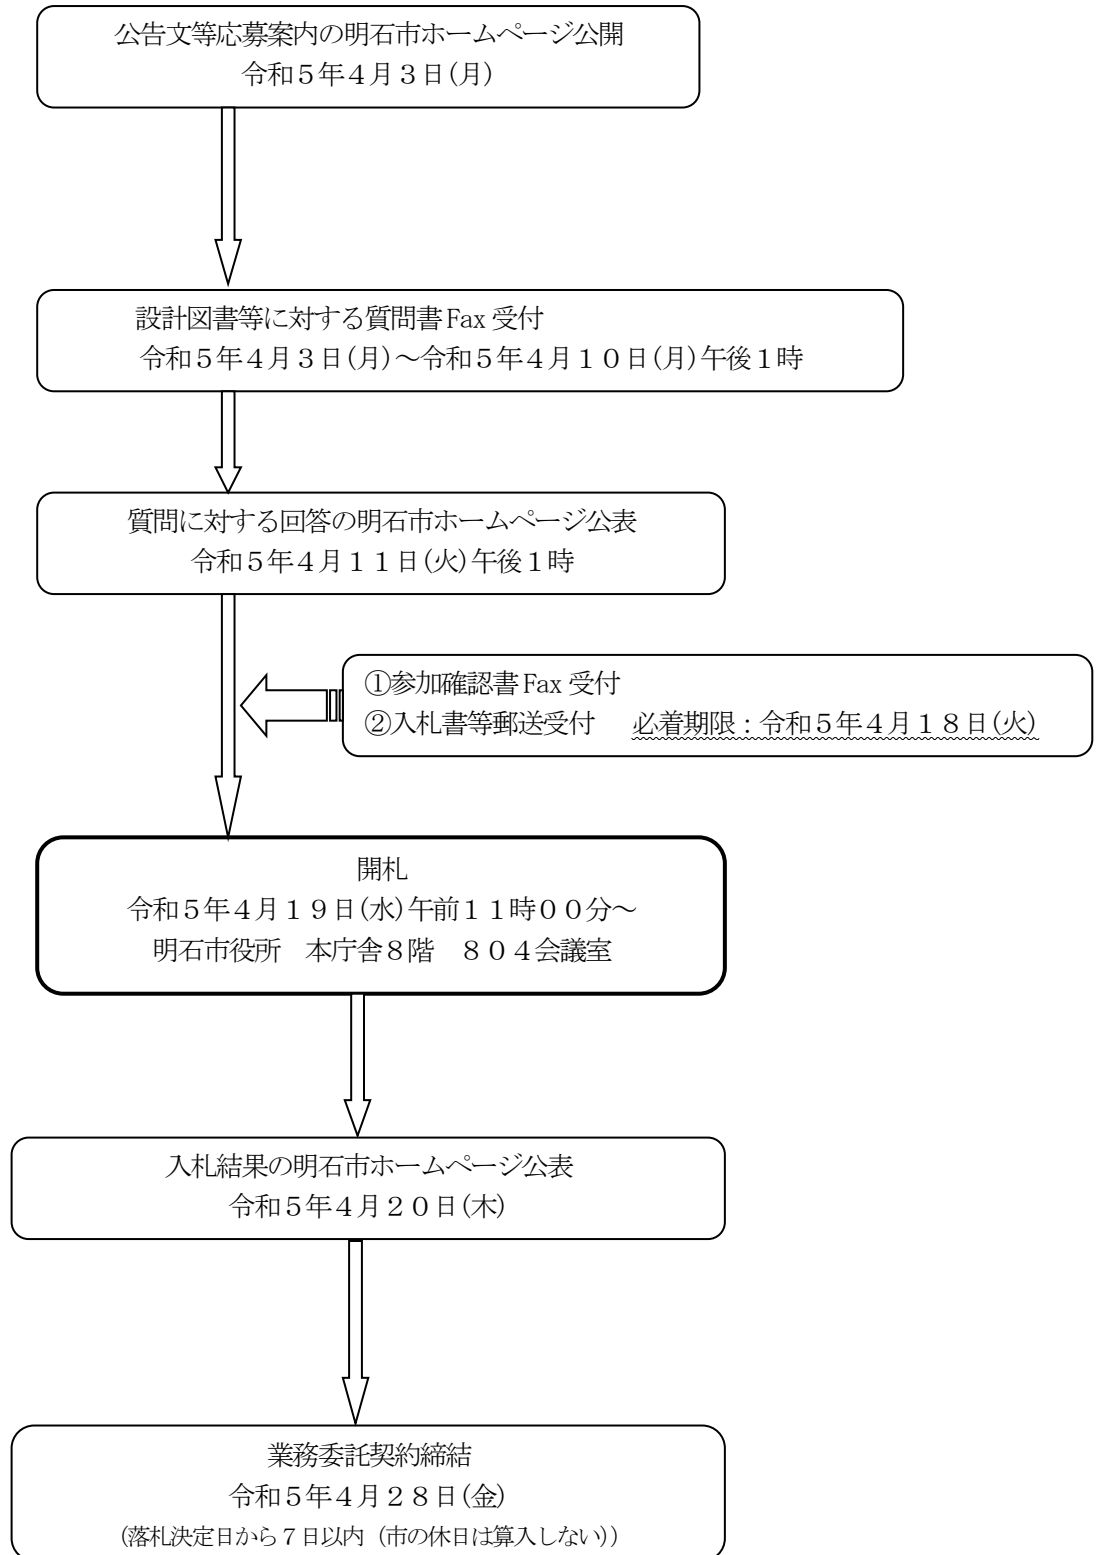 公告文等応募案内の明石市ホームページ公開
令和５年４月３日(月)
設計図書等に対する質問書 Fax 受付
令和５年４月３日(月)～令和５年４月１０日(月)午後１時
質問に対する回答の明石市ホームページ公表
令和５年４月１１日(火)午後１時
①参加確認書 Fax 受付
②入札書等郵送受付　必着期限：令和５年４月１８日(火)
開札
令和５年４月１９日(水)午前１１時００分～
明石市役所　本庁舎８階　８０４会議室
入札結果の明石市ホームページ公表
令和５年４月２０日(木)
業務委託契約締結
令和５年４月２８日(金)
(落札決定日から７日以内（市の休日は算入しない）)